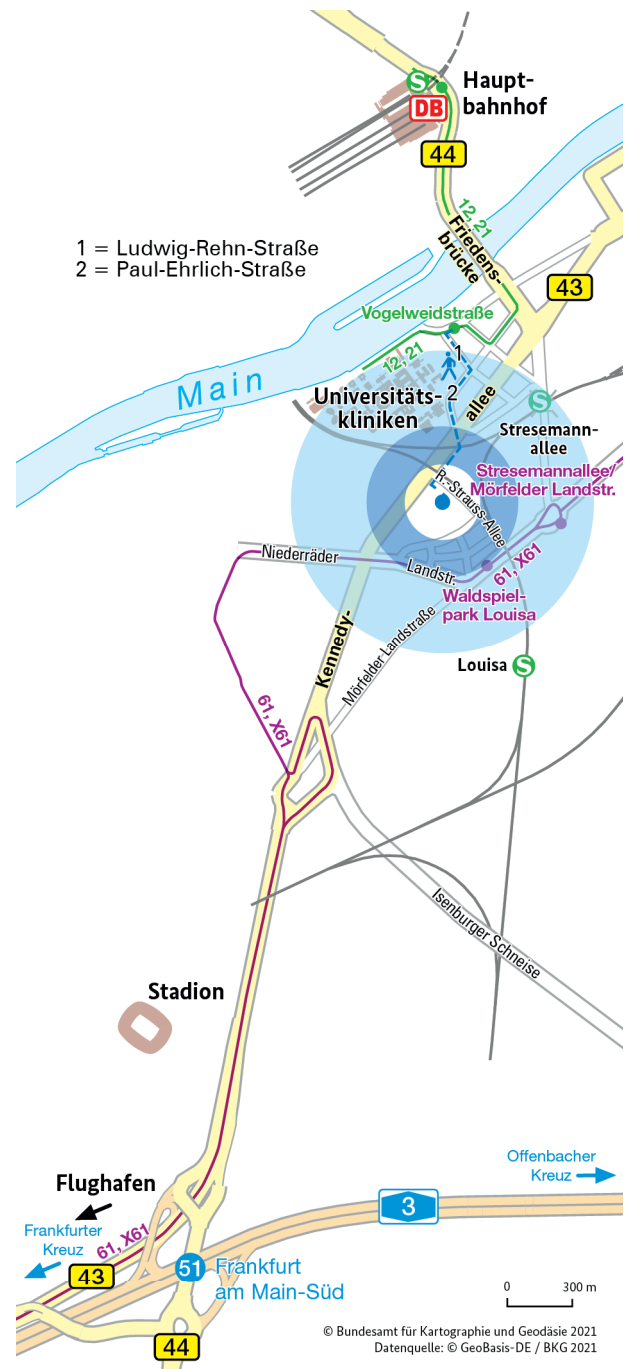 S
Haupt-
bahnhof
DB
44
12, 21
Friedens-
brücke
1 = Ludwig-Rehn-Straße
2 = Paul-Ehrlich-Straße
43
Vogelweidstraße
12, 21
1
Main
2
Universitäts-
kliniken
allee
S
Stresemann-
allee
Stresemannallee/
Mörfelder Landstr.
R.-Strauss-Allee
Niederräder
Landstr.
61, X61
Waldspiel-
park Louisa
Kennedy-
Mörfelder Landstraße
Louisa
S
61, X61
Isenburger Schneise
Stadion
Offenbacher
Kreuz
Flughafen
3
Frankfurter
Kreuz
61, X61
43
51
Frankfurt
am Main-Süd
0 300 m
44
© Bundesamt für Kartographie und Geodäsie 2021
Datenquelle: © GeoBasis-DE / BKG 2021